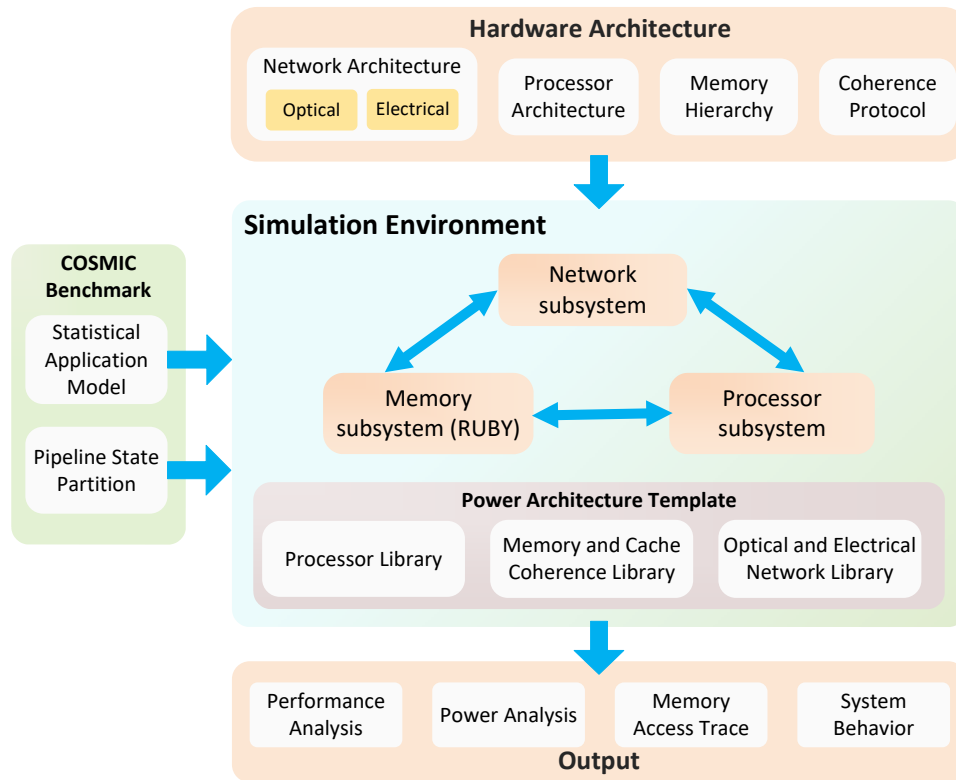 Hardware Architecture
Network Architecture
Optical
Electrical
Processor
Architecture
Memory
Hierarchy
Coherence
Protocol
Simulation Environment
COSMIC
Benchmark
Statistical
Application
Model
Pipeline State
Partition
Network
subsystem
Memory
subsystem (RUBY)
Processor
subsystem
Power Architecture Template
Processor Library
Memory and Cache
Coherence Library
Optical and Electrical
Network Library
Performance
Analysis
Power Analysis
Memory
Access Trace
System
Behavior
Output